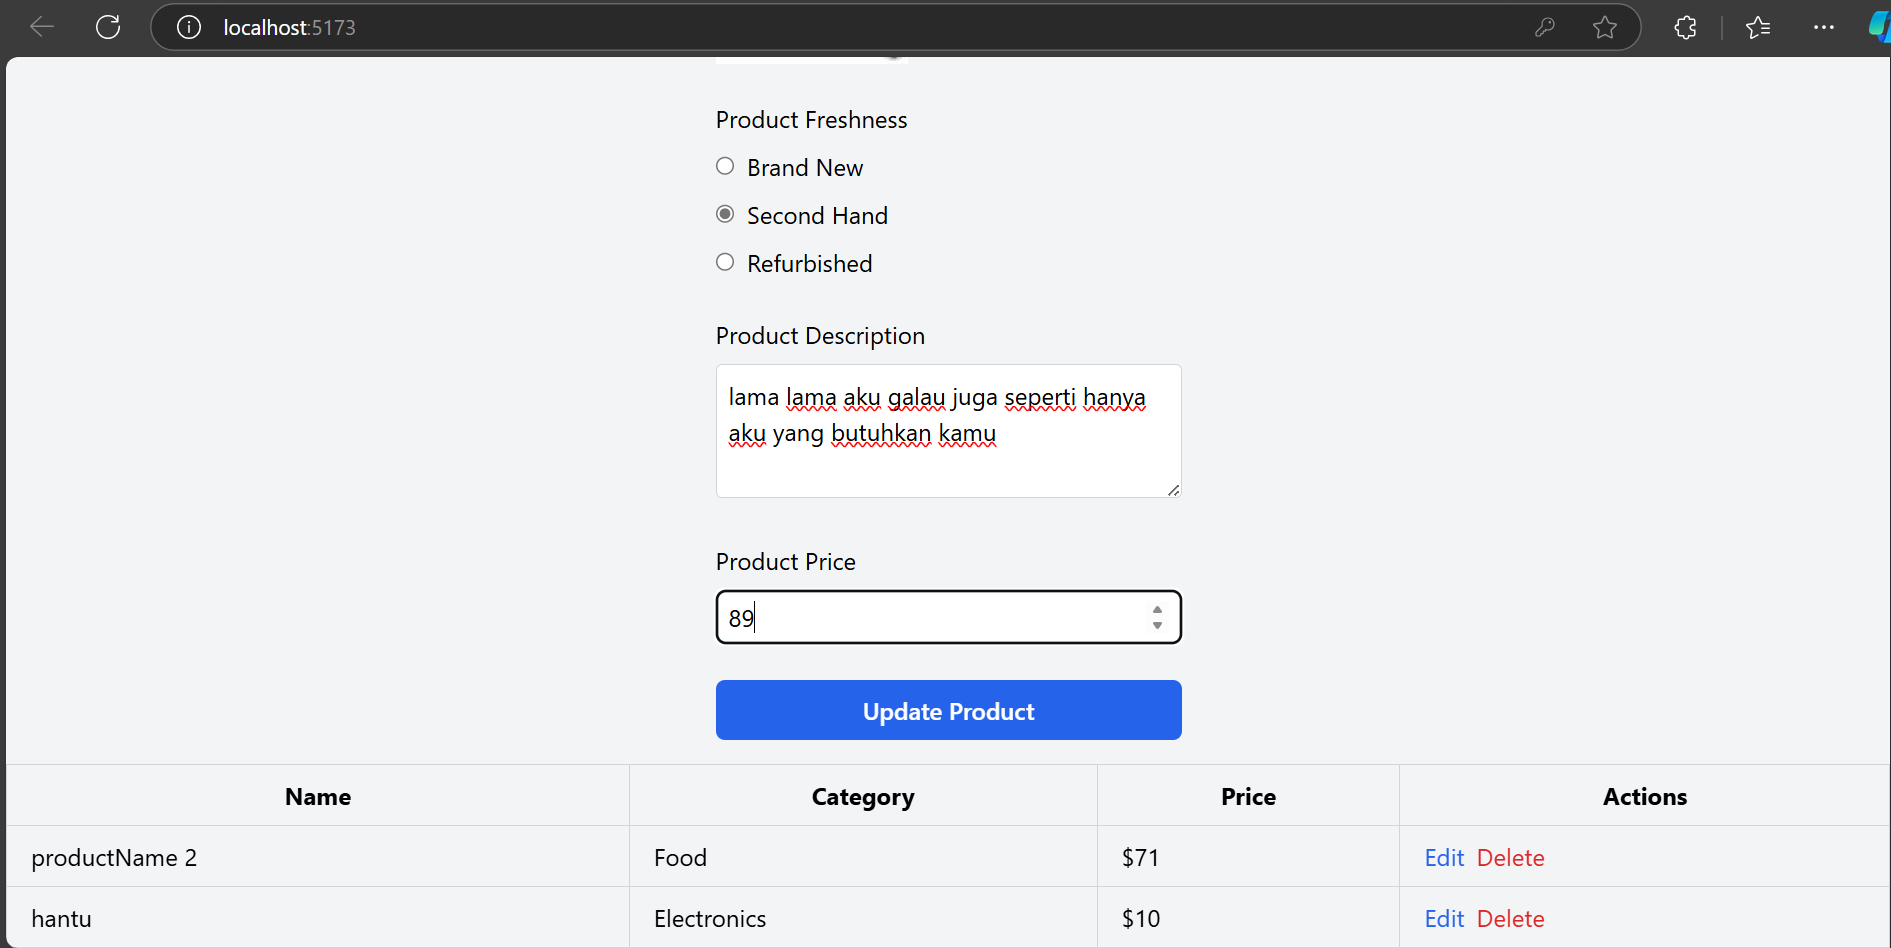 localhost:5173
Product Freshness
Brand New
Second Hand
Refurbished
Product Description
lama lama aku galau juga seperti hanya
aku yang butuhkan kamu
Product Price
89
Update Product
Name Category Price Actions
productName 2 Food $71 Edit Delete
hantu Electronics $10 Edit Delete